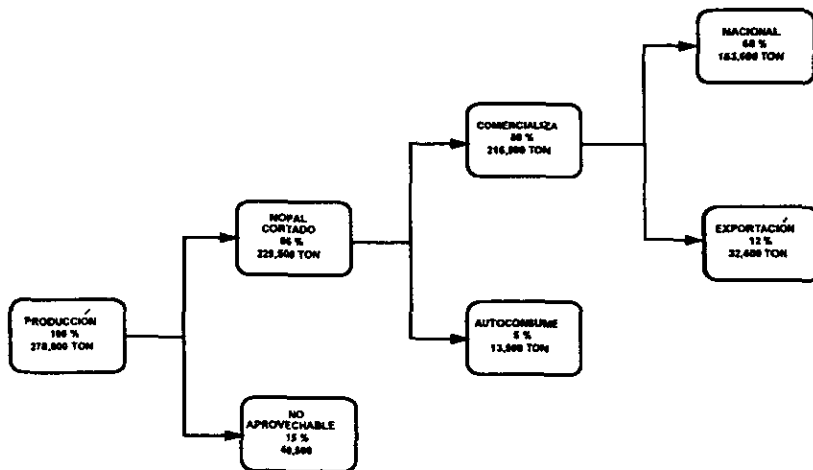 NACIONAL
68 %
183,600 TON
COMERCIALIZA
80 %
216,000 TON
NOPAL
CORTADO
85 %
229,500 TON
EXPORTACIÓN
12 %
32,400 TON
PRODUCCIÓN
100 %
270,000 TON
AUTOCONSUME
5 %
13,500 TON
NO
APROVECHABLE
15 %
40,500